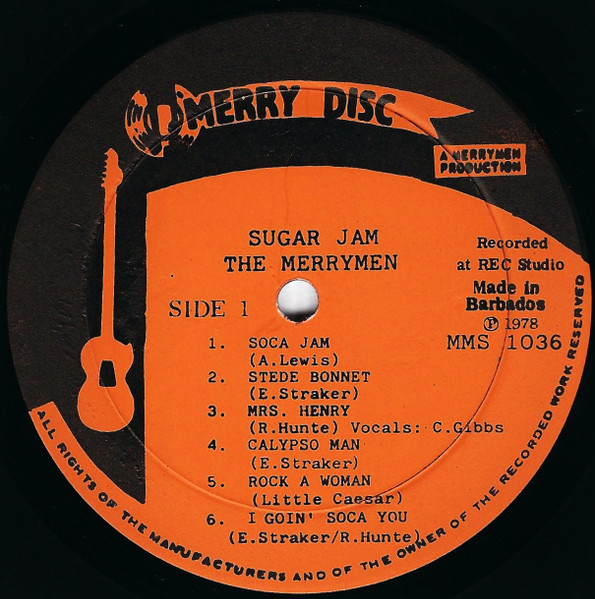 MERRY DISC
A MERRYMEN
PRODUCTION
SUGAR JAM
THE MERRYMEN
Recorded
at REC Studio
Made in
Barbados
Ⓟ 1978
MMS 1036
SIDE 1
1. SOCA JAM
(A.Lewis)
2. STEDE BONNET
(E.Straker)
3. MRS. HENRY
(R.Hunte) Vocals: C.Gibbs
4. CALYPSO MAN
(E.Straker)
5. ROCK A WOMAN
(Little Caesar)
6. I GOIN' SOCA YOU
(E.Straker/R.Hunte)
ALL RIGHTS OF THE MANUFACTURERS AND OF THE OWNER OF THE RECORDED WORK RESERVED